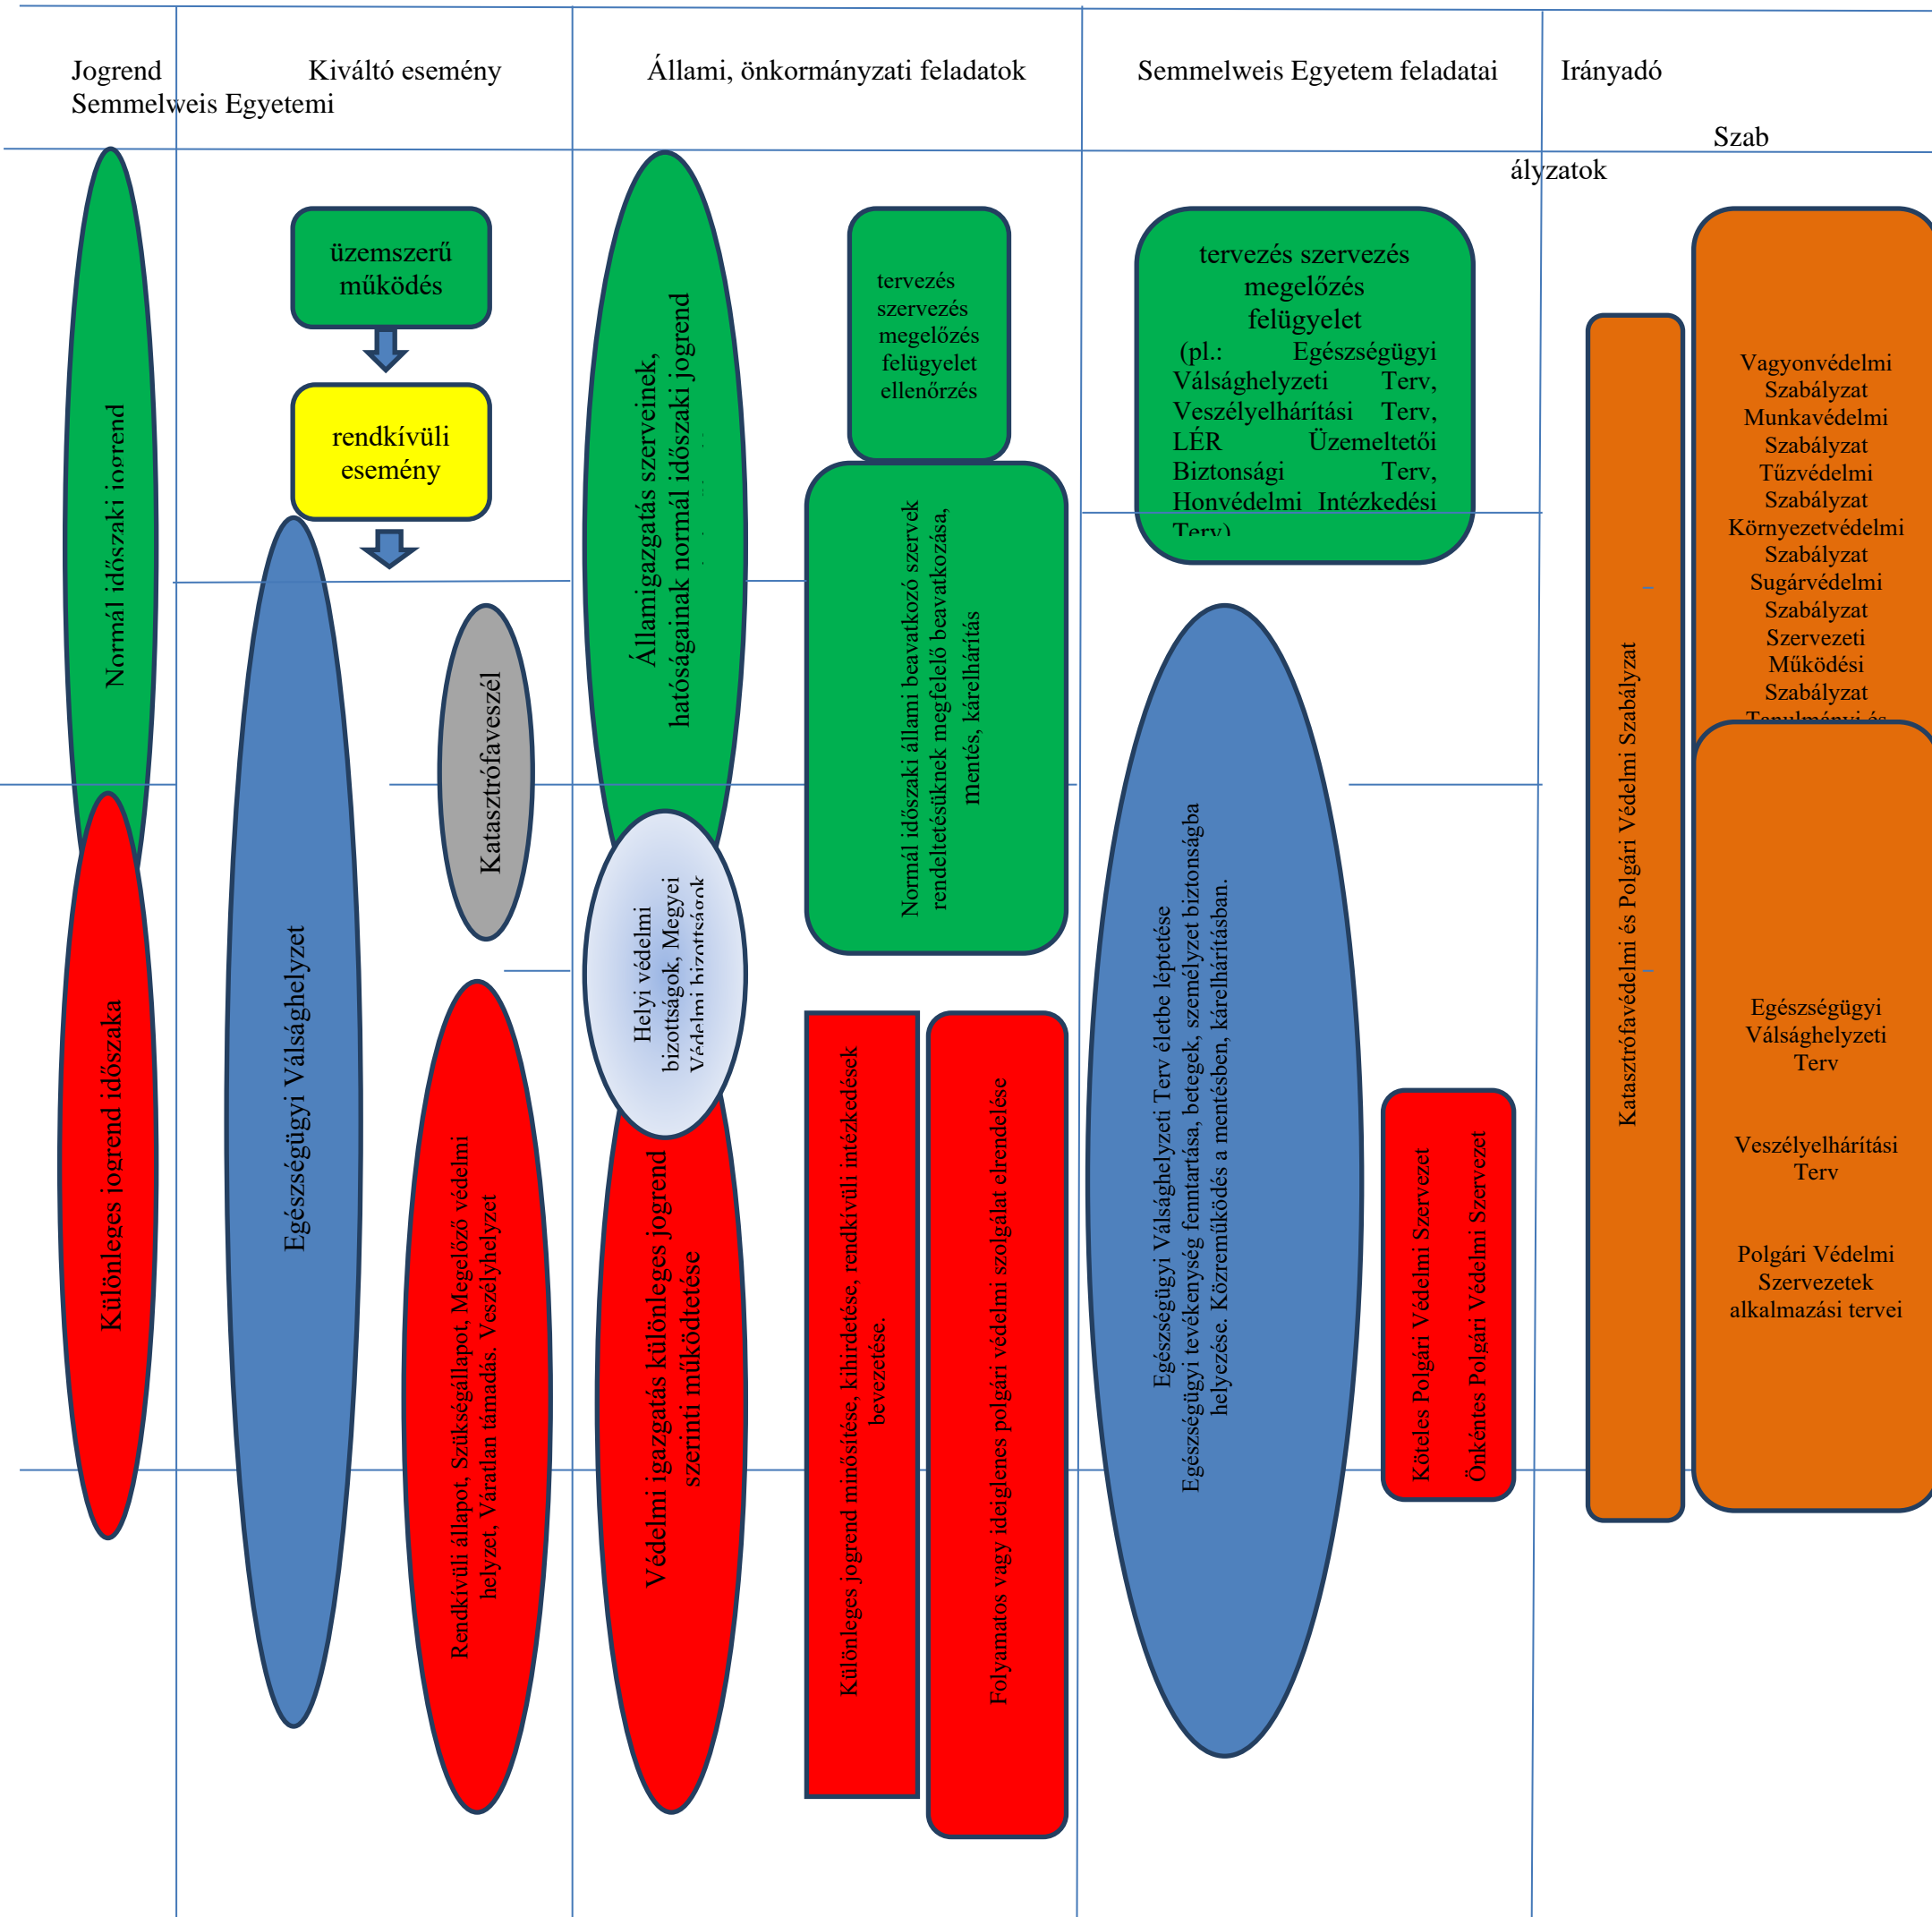 Jogrend Kiváltó esemény Állami, önkormányzati feladatok Semmelweis Egyetem feladatai Irányadó
Semmelweis Egyetemi
Szab
ályzatok
Normál időszaki jogrend
Különleges jogrend időszaka
üzemszerű
működés
rendkívüli
esemény
Egészségügyi Válsághelyzet
Katasztrófaveszél
Rendkívüli állapot, Szükségállapot, Megelőző védelmi
helyzet, Váratlan támadás. Veszélyhelyzet
Államigazgatás szerveinek,
hatóságainak normál időszaki jogrend
Helyi védelmi
bizottságok, Megyei
Védelmi bizottságok
Védelmi igazgatás különleges jogrend
szerinti működtetése
tervezés
szervezés
megelőzés
felügyelet
ellenőrzés
Normál időszaki állami beavatkozó szervek
rendeltetésüknek megfelelő beavatkozása,
mentés, kárelhárítás
Különleges jogrend minősítése, kihirdetése, rendkívüli intézkedések
bevezetése.
Folyamatos vagy ideiglenes polgári védelmi szolgálat elrendelése
tervezés szervezés
megelőzés
felügyelet
(pl.: Egészségügyi
Válsághelyzeti Terv,
Veszélyelhárítási Terv,
LÉR Üzemeltetői
Biztonsági Terv,
Honvédelmi Intézkedési
Terv)
Egészségügyi Válsághelyzeti Terv életbe léptetése
Egészségügyi tevékenység fenntartása, betegek, személyzet biztonságba
helyezése. Közreműködés a mentésben, kárelhárításban.
Köteles Polgári Védelmi Szervezet
Önkéntes Polgári Védelmi Szervezet
Katasztrófavédelmi és Polgári Védelmi Szabályzat
Vagyonvédelmi
Szabályzat
Munkavédelmi
Szabályzat
Tűzvédelmi
Szabályzat
Környezetvédelmi
Szabályzat
Sugárvédelmi
Szabályzat
Szervezeti
Működési
Szabályzat
Tanulmányi és
Egészségügyi
Válsághelyzeti
Terv
Veszélyelhárítási
Terv
Polgári Védelmi
Szervezetek
alkalmazási tervei